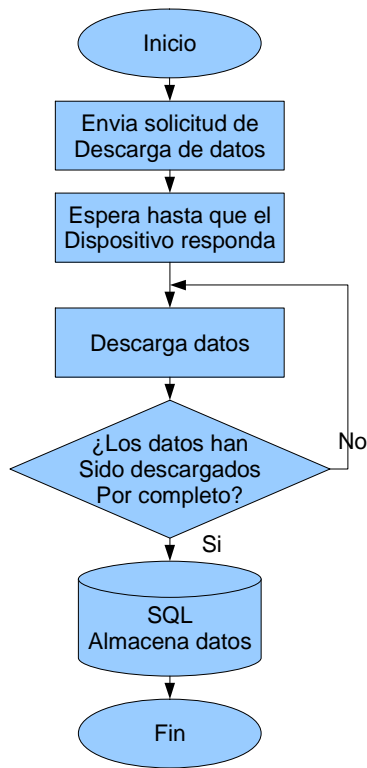 Inicio
Envia solicitud de
Descarga de datos
Espera hasta que el
Dispositivo responda
Descarga datos
¿Los datos han
Sido descargados
Por completo?
No
Si
SQL
Almacena datos
Fin